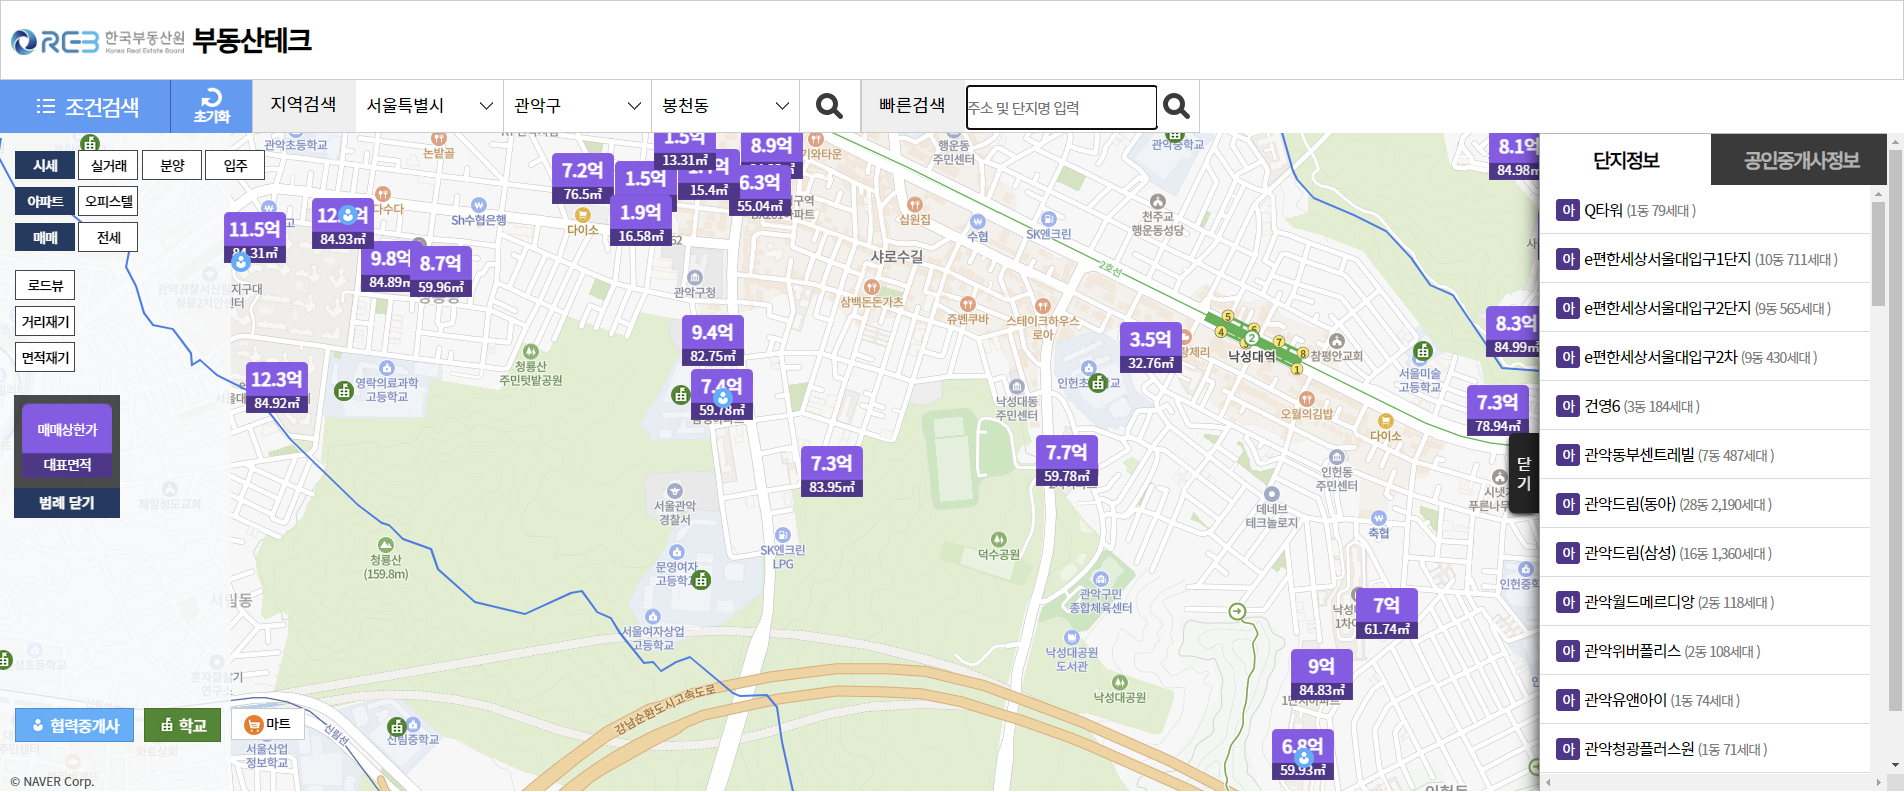 REB 한국부동산원 Korea Real Estate Board 부동산테크
조건검색
초기화
지역검색
서울특별시
관악구
봉천동
빠른검색
주소 및 단지명 입력
시세
실거래
분양
입주
아파트
오피스텔
매매
전세
로드뷰
거리재기
면적재기
매매상한가
대표면적
범례 닫기
협력중개사
학교
마트
© NAVER Corp.
논밭골
관악초등학교
7.2억
76.5㎡
1.5억
13.31㎡
8.9억
1.5억
15.4㎡
6.3억
55.04㎡
1.9억
16.58㎡
기와타운
행운동
주민센터
관악중학교
8.1억
84.98㎡
11.5억
84.31㎡
84.93㎡
9.8억
84.89㎡
8.7억
59.96㎡
다수다
Sh수협은행
다이소
십원집
수협
SK엔크린
천주교
행운동성당
샤로수길
2호선
관악구청
삼백돈돈가츠
쥬벤쿠바
스테이크하우스
로아
9.4억
82.75㎡
7.4억
59.78㎡
3.5억
32.76㎡
5
4
6
2
7
8
1
낙성대역
참평안교회
서울미술
고등학교
8.3억
84.99㎡
12.3억
84.92㎡
영락의료과학
고등학교
청룡산
주민텃밭공원
낙성대동
주민센터
오월의김밥
다이소
7.3억
78.94㎡
7.3억
83.95㎡
7.7억
59.78㎡
인헌동
주민센터
데네브
테크놀로지
축협
제일성도교회
서울관악
경찰서
SK엔크린
LPG
덕수공원
청룡산
(159.8m)
문영여자
고등학교
관악구민
종합체육센터
인헌중학교
서림동
서울여자상업
고등학교
낙성대공원
도서관
낙성대공원
7억
61.74㎡
9억
84.83㎡
6.8억
59.93㎡
강남순환도시고속도로
신림선
신림중학교
서울산업
정보학교
닫기
단지정보
공인중개사정보
아 Q타워 (1동 79세대 )
아 e편한세상서울대입구1단지 (10동 711세대 )
아 e편한세상서울대입구2단지 (9동 565세대 )
아 e편한세상서울대입구2차 (9동 430세대 )
아 건영6 (3동 184세대 )
아 관악동부센트레빌 (7동 487세대 )
아 관악드림(동아) (28동 2,190세대 )
아 관악드림(삼성) (16동 1,360세대 )
아 관악월드메르디앙 (2동 118세대 )
아 관악위버폴리스 (2동 108세대 )
아 관악유앤아이 (1동 74세대 )
아 관악청광플러스원 (1동 71세대 )